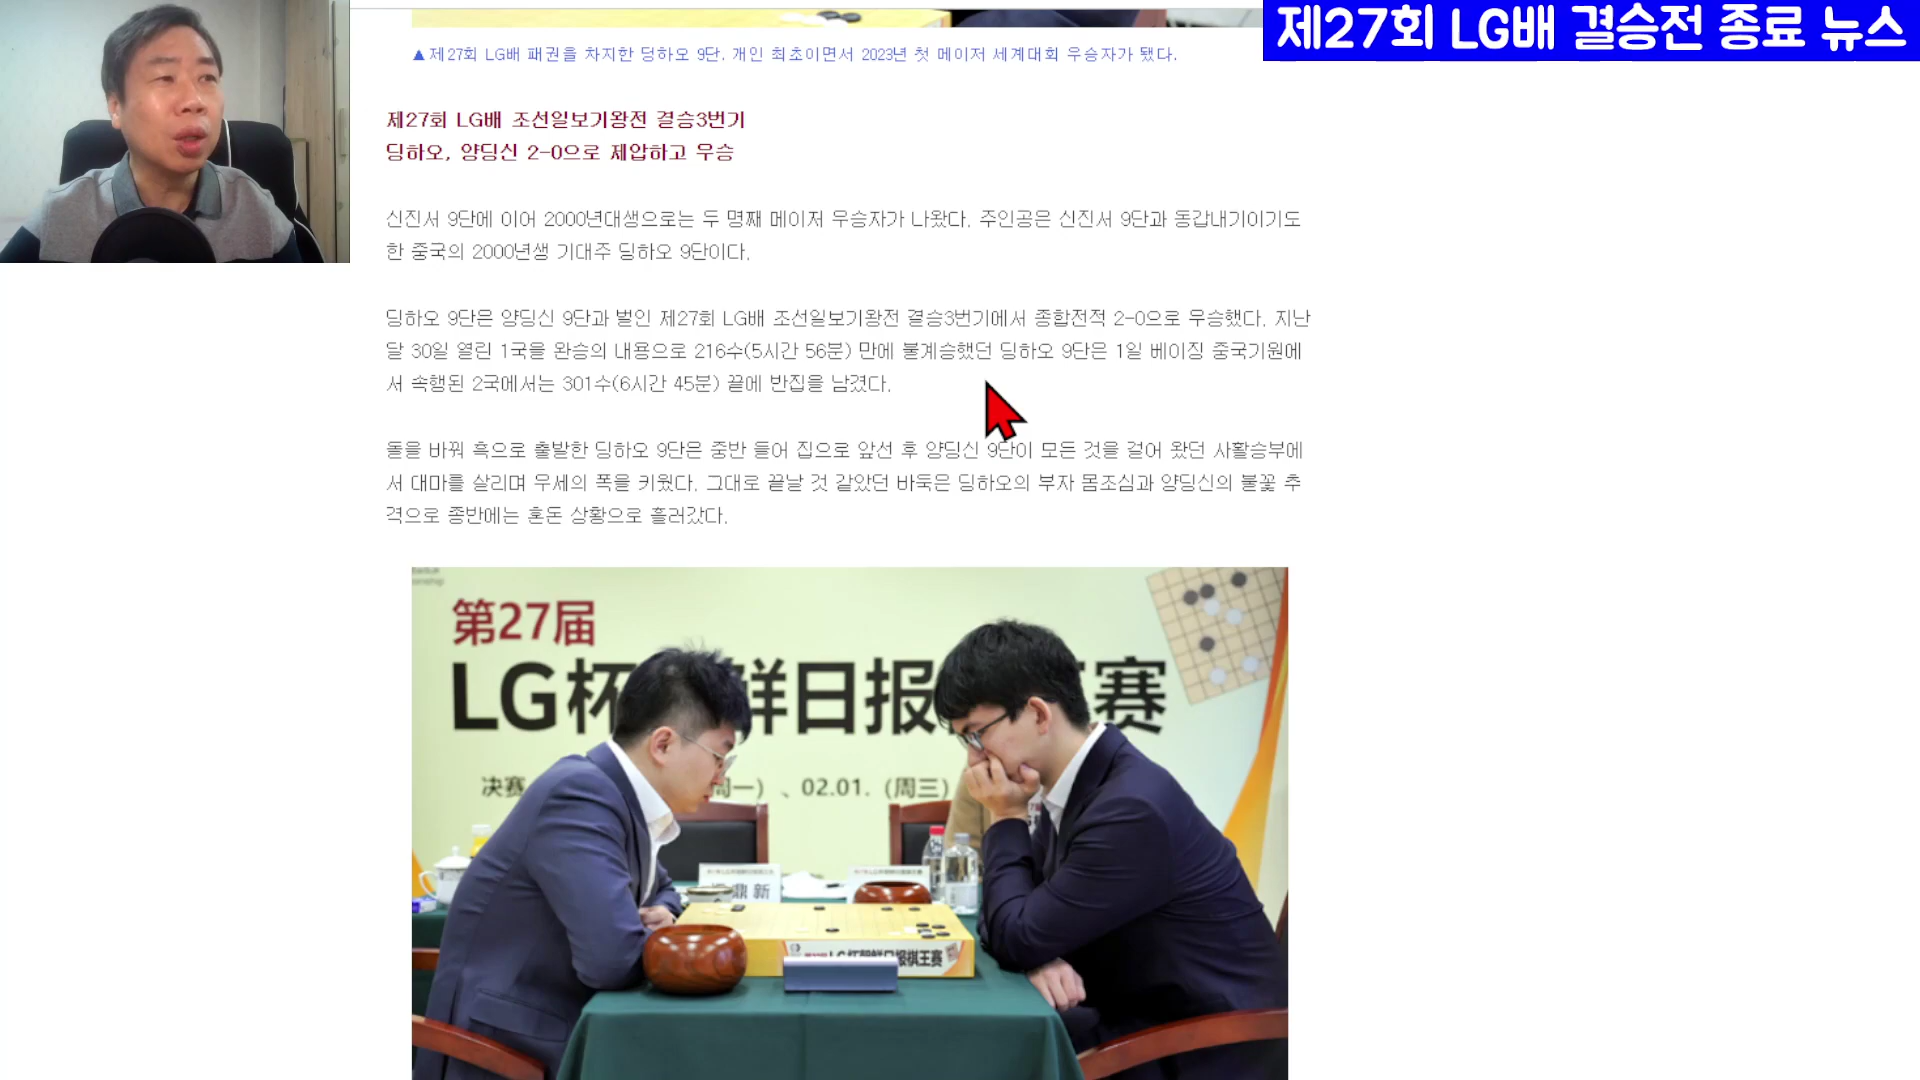 제27회 LG배 결승전 종료 뉴스
▲제27회 LG배 패권을 차지한 딩하오 9단. 개인 최초이면서 2023년 첫 메이저 세계대회 우승자가 됐다.
제27회 LG배 조선일보기왕전 결승3번기
딩하오, 양딩신 2-0으로 제압하고 우승
신진서 9단에 이어 2000년대생으로는 두 명째 메이저 우승자가 나왔다. 주인공은 신진서 9단과 동갑내기이기도
한 중국의 2000년생 기대주 딩하오 9단이다.
딩하오 9단은 양딩신 9단과 벌인 제27회 LG배 조선일보기왕전 결승3번기에서 종합전적 2-0으로 우승했다. 지난
달 30일 열린 1국을 완승의 내용으로 216수(5시간 56분) 만에 불계승했던 딩하오 9단은 1일 베이징 중국기원에
서 속행된 2국에서는 301수(6시간 45분) 끝에 반집을 남겼다.
돌을 바꿔 흑으로 출발한 딩하오 9단은 중반 들어 집으로 앞선 후 양딩신 9단이 모든 것을 걸어 왔던 사활승부에
서 대마를 살리며 우세의 폭을 키웠다. 그대로 끝날 것 같았던 바둑은 딩하오의 부자 몸조심과 양딩신의 불꽃 추
격으로 종반에는 혼돈 상황으로 흘러갔다.
第27届
LG杯 鲜日报 赛
决赛 周一）、02.01.（周三）
鼎新
LG杯朝鲜日报棋王赛